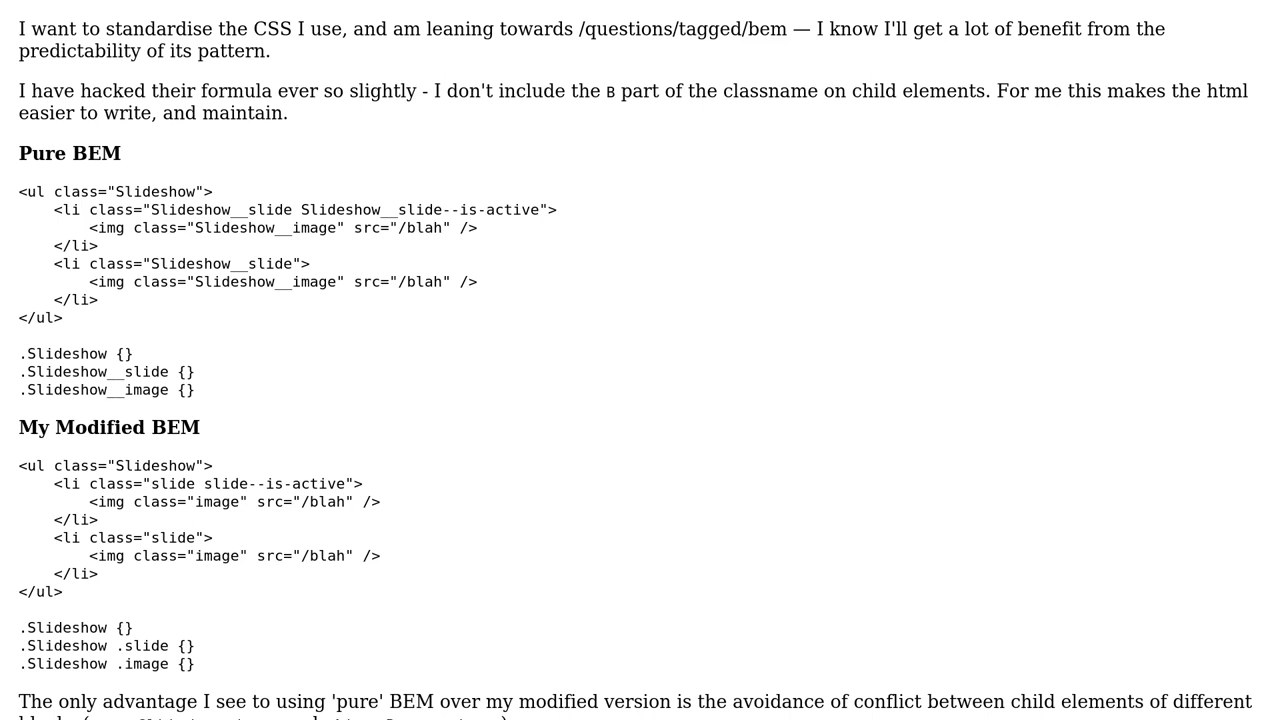 I want to standardise the CSS I use, and am leaning towards /questions/tagged/bem — I know I'll get a lot of benefit from the
predictability of its pattern.
I have hacked their formula ever so slightly - I don't include the B part of the classname on child elements. For me this makes the html
easier to write, and maintain.
Pure BEM
<ul class="Slideshow">
    <li class="Slideshow__slide Slideshow__slide--is-active">
        <img class="Slideshow__image" src="/blah" />
    </li>
    <li class="Slideshow__slide">
        <img class="Slideshow__image" src="/blah" />
    </li>
</ul>
.Slideshow {}
.Slideshow__slide {}
.Slideshow__image {}
My Modified BEM
<ul class="Slideshow">
    <li class="slide slide--is-active">
        <img class="image" src="/blah" />
    </li>
    <li class="slide">
        <img class="image" src="/blah" />
    </li>
</ul>
.Slideshow {}
.Slideshow .slide {}
.Slideshow .image {}
The only advantage I see to using 'pure' BEM over my modified version is the avoidance of conflict between child elements of different